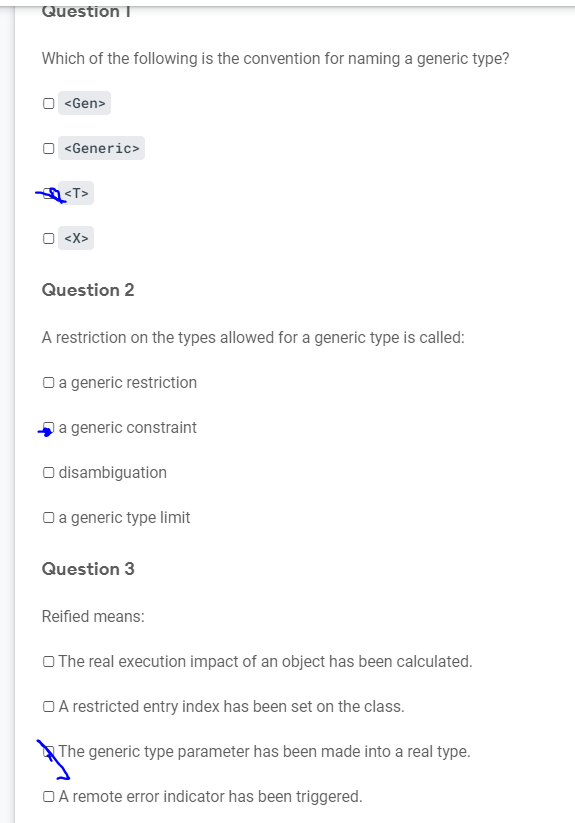 Question 1
Which of the following is the convention for naming a generic type?
<Gen>
<Generic>
<T>
<X>
Question 2
A restriction on the types allowed for a generic type is called:
a generic restriction
a generic constraint
disambiguation
a generic type limit
Question 3
Reified means:
The real execution impact of an object has been calculated.
A restricted entry index has been set on the class.
The generic type parameter has been made into a real type.
A remote error indicator has been triggered.